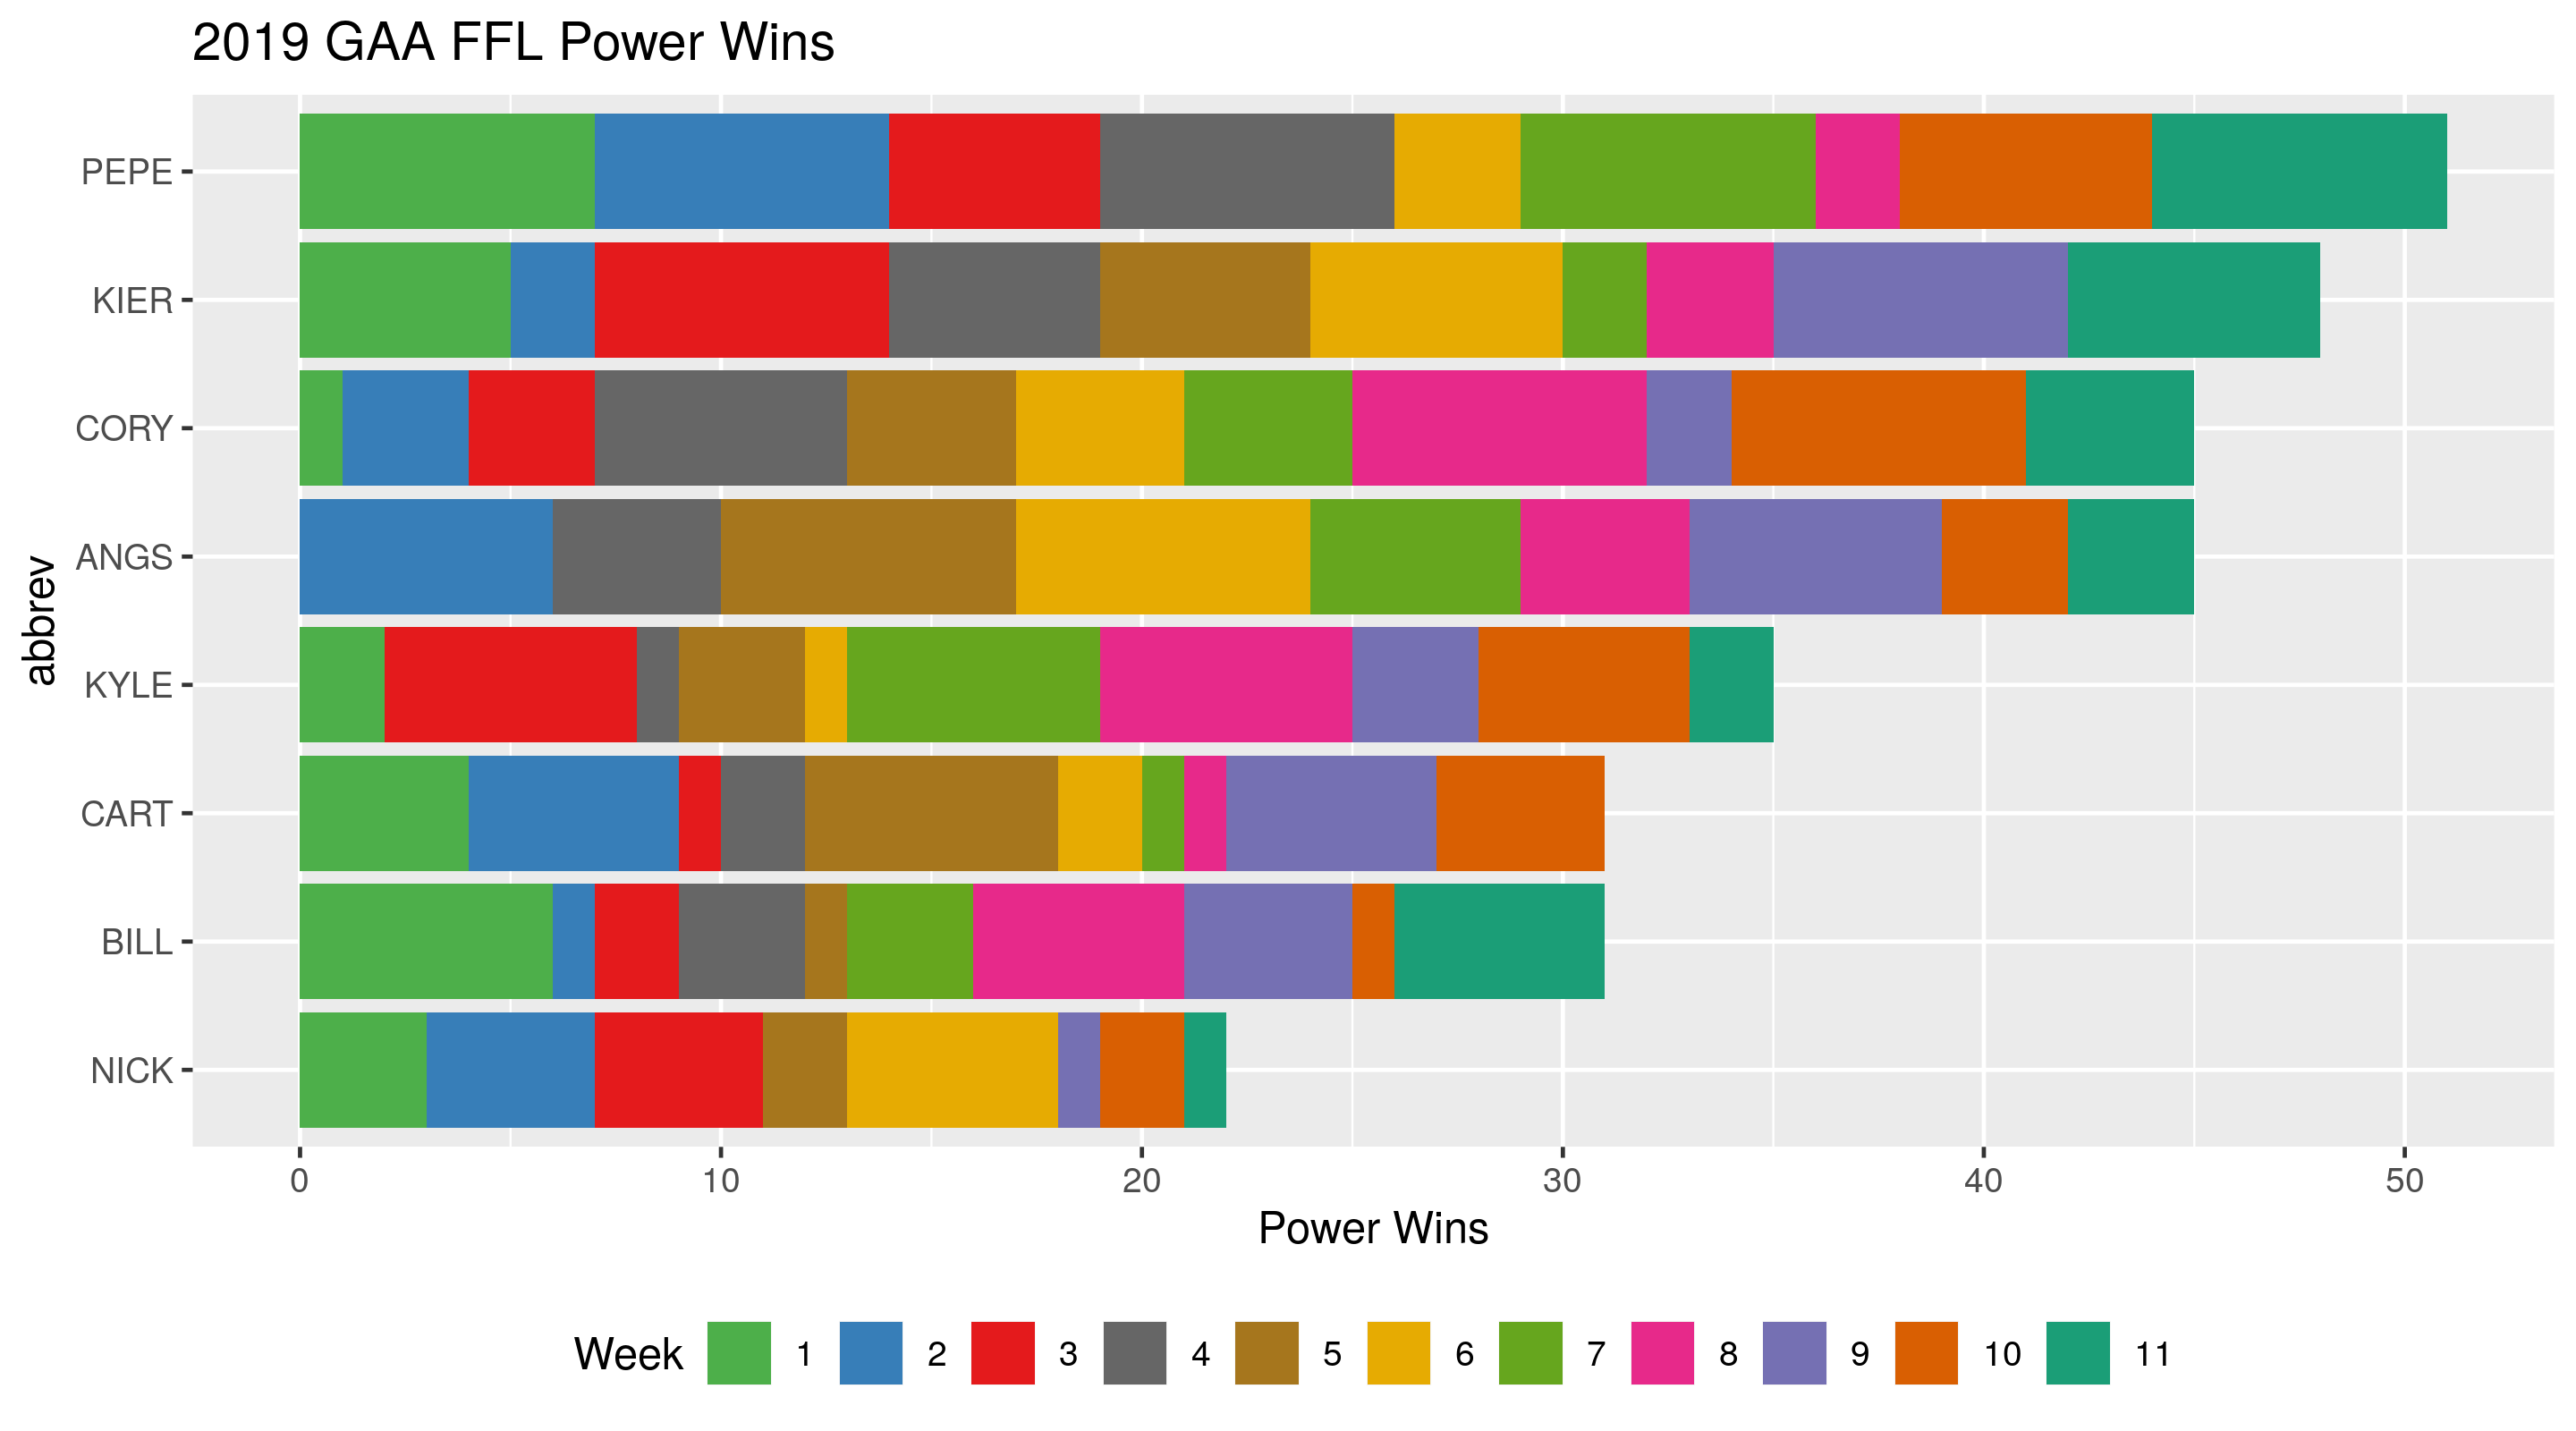 2019 GAA FFL Power Wins
abbrev
PEPE
KIER
CORY
ANGS
KYLE
CART
BILL
NICK
0 10 20 30 40 50
Power Wins
Week 1 2 3 4 5 6 7 8 9 10 11